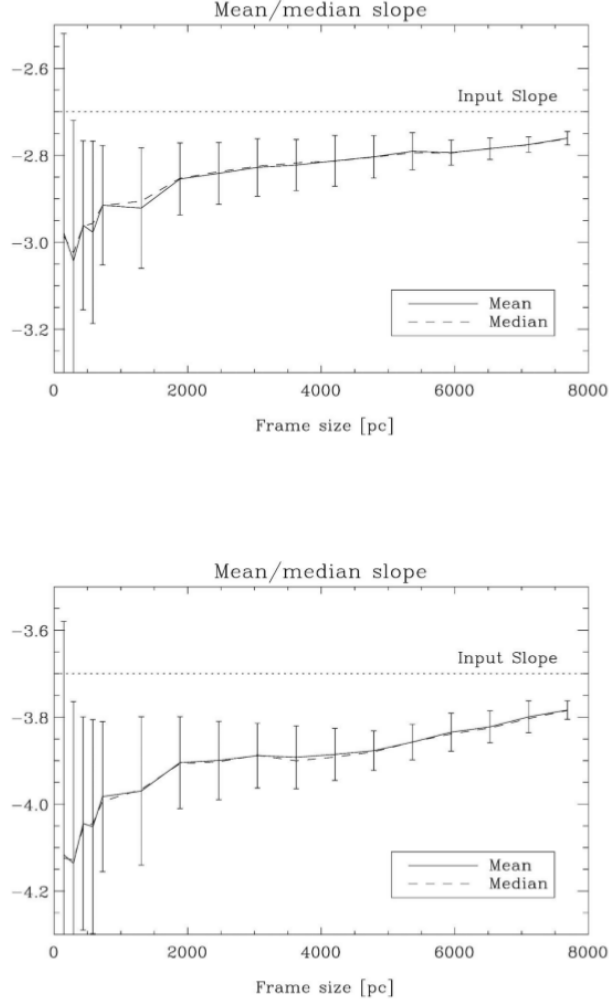 Mean/median slope
−2.6
Input Slope
−2.8
−3.0
Mean
Median
−3.2
0 2000 4000 6000 8000
Frame size [pc]
Mean/median slope
−3.6
Input Slope
−3.8
−4.0
Mean
Median
−4.2
0 2000 4000 6000 8000
Frame size [pc]